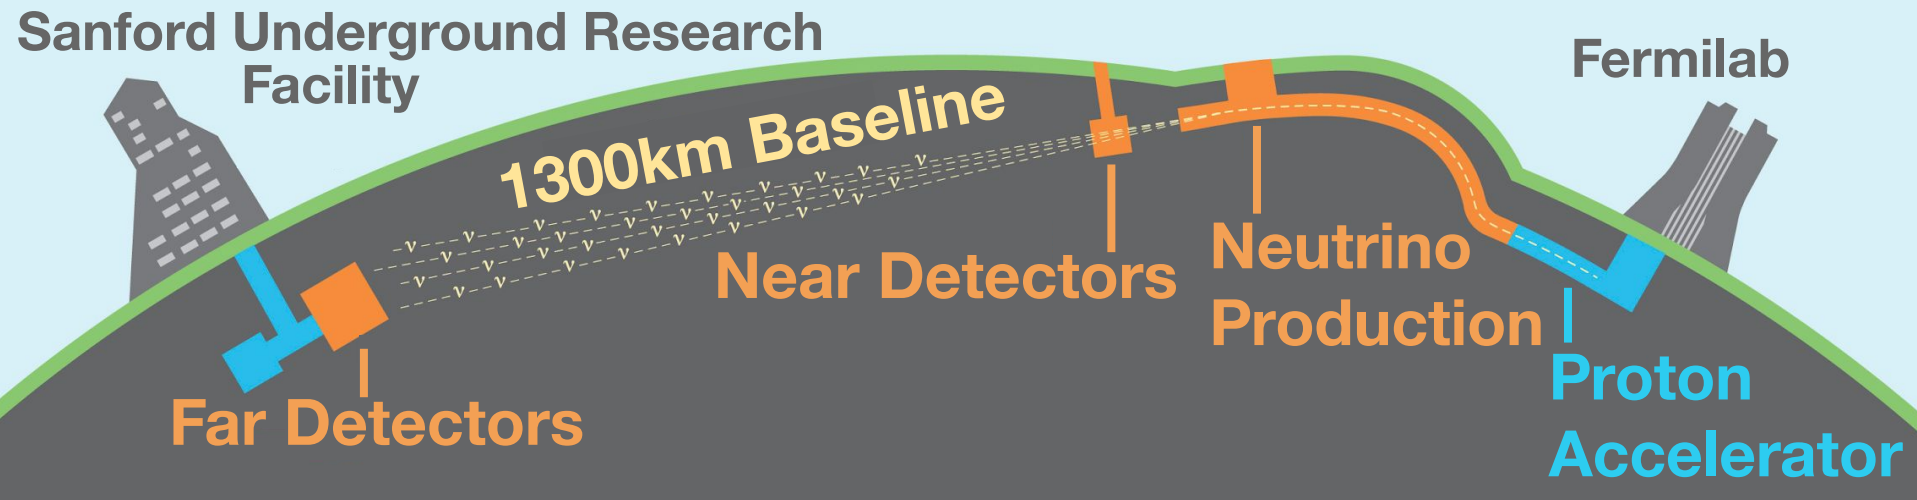 Sanford Underground Research
Facility
Fermilab
1300km Baseline
ν ν ν ν ν ν ν ν ν ν
ν ν ν ν ν ν ν ν
ν ν ν ν ν ν ν
ν ν ν ν ν ν ν
Near Detectors
Neutrino
Production
Far Detectors
Proton
Accelerator